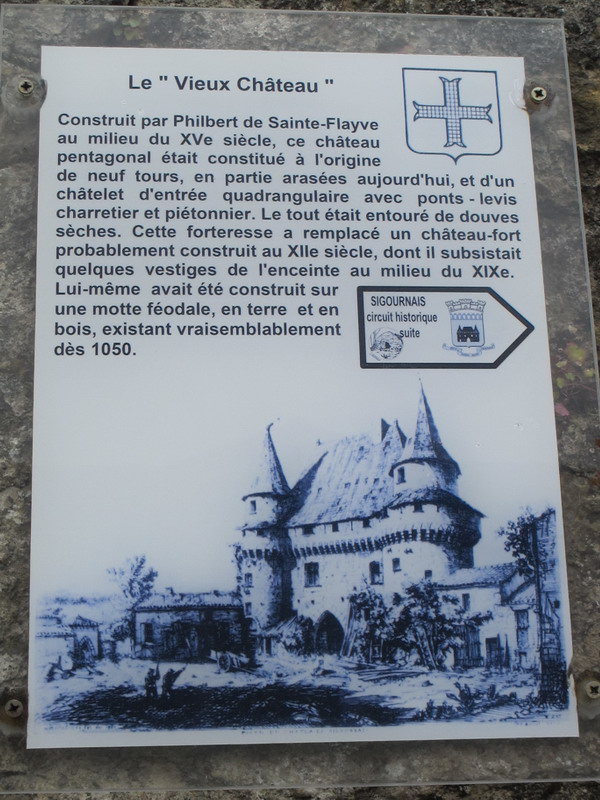 Le " Vieux Château "
Construit par Philbert de Sainte-Flayve
au milieu du XVe siècle, ce château
pentagonal était constitué à l'origine
de neuf tours, en partie arasées aujourd'hui, et d'un
châtelet d'entrée quadrangulaire avec ponts - levis
charretier et piétonnier. Le tout était entouré de douves
sèches. Cette forteresse a remplacé un château-fort
probablement construit au XIIe siècle, dont il subsistait
quelques vestiges de l'enceinte au milieu du XIXe.
Lui-même avait été construit sur
une motte féodale, en terre et en
bois, existant vraisemblablement
dès 1050.
SIGOURNAIS
circuit historique
suite